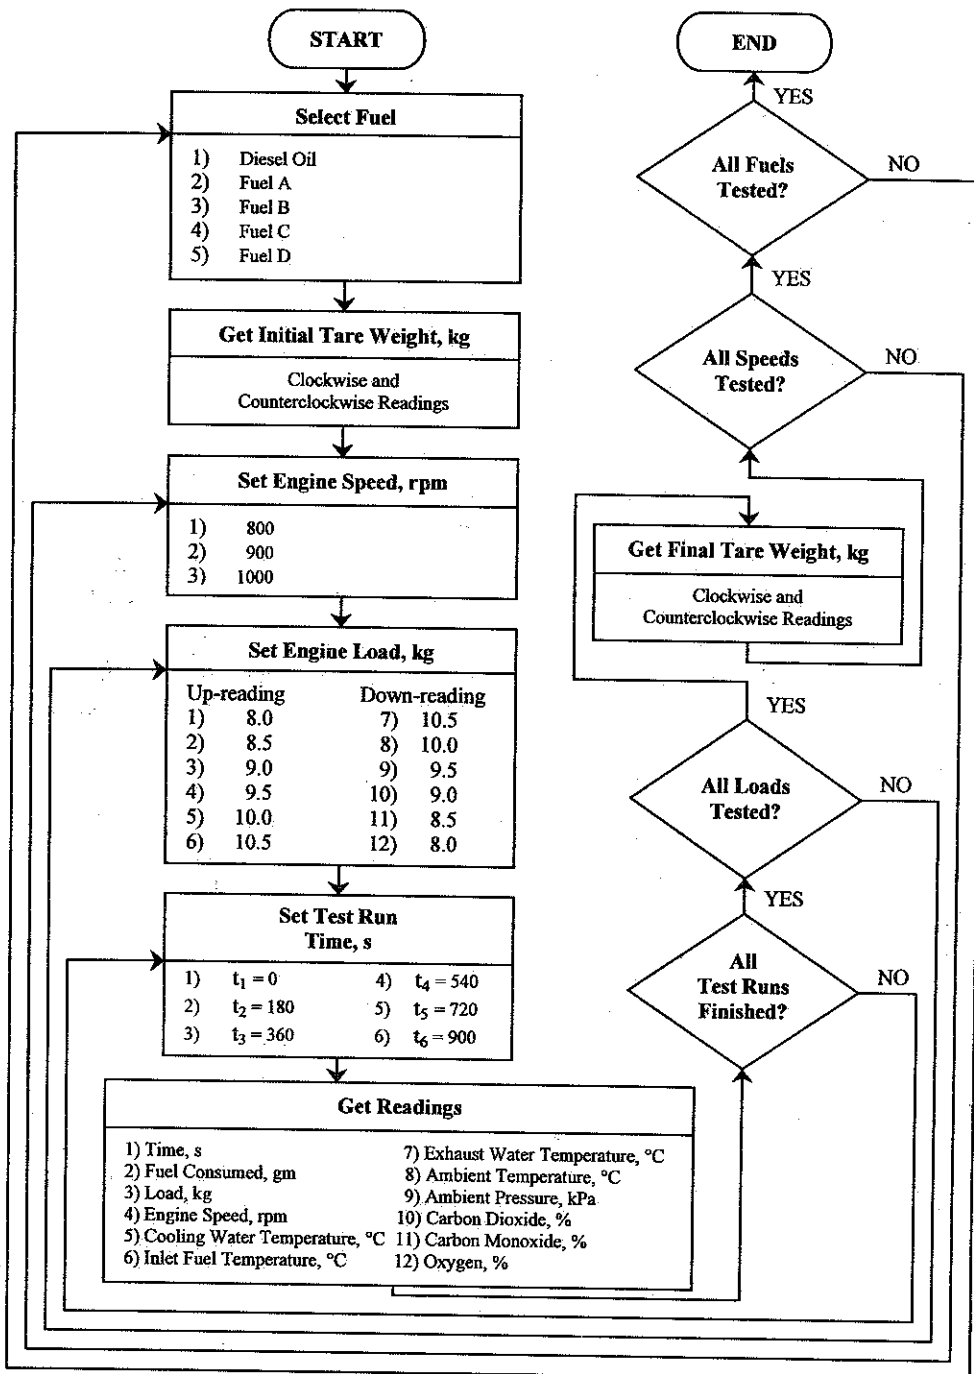 START
Select Fuel
1) Diesel Oil
2) Fuel A
3) Fuel B
4) Fuel C
5) Fuel D
Get Initial Tare Weight, kg
Clockwise and
Counterclockwise Readings
Set Engine Speed, rpm
1) 800
2) 900
3) 1000
Set Engine Load, kg
Up-reading Down-reading
1) 8.0 7) 10.5
2) 8.5 8) 10.0
3) 9.0 9) 9.5
4) 9.5 10) 9.0
5) 10.0 11) 8.5
6) 10.5 12) 8.0
Set Test Run
Time, s
1) t1 = 0 4) t4 = 540
2) t2 = 180 5) t5 = 720
3) t3 = 360 6) t6 = 900
Get Readings
1) Time, s 7) Exhaust Water Temperature, °C
2) Fuel Consumed, gm 8) Ambient Temperature, °C
3) Load, kg 9) Ambient Pressure, kPa
4) Engine Speed, rpm 10) Carbon Dioxide, %
5) Cooling Water Temperature, °C 11) Carbon Monoxide, %
6) Inlet Fuel Temperature, °C 12) Oxygen, %
END
YES
All Fuels
Tested?
NO
YES
All Speeds
Tested?
NO
Get Final Tare Weight, kg
Clockwise and
Counterclockwise Readings
YES
All Loads
Tested?
NO
YES
All
Test Runs
Finished?
NO